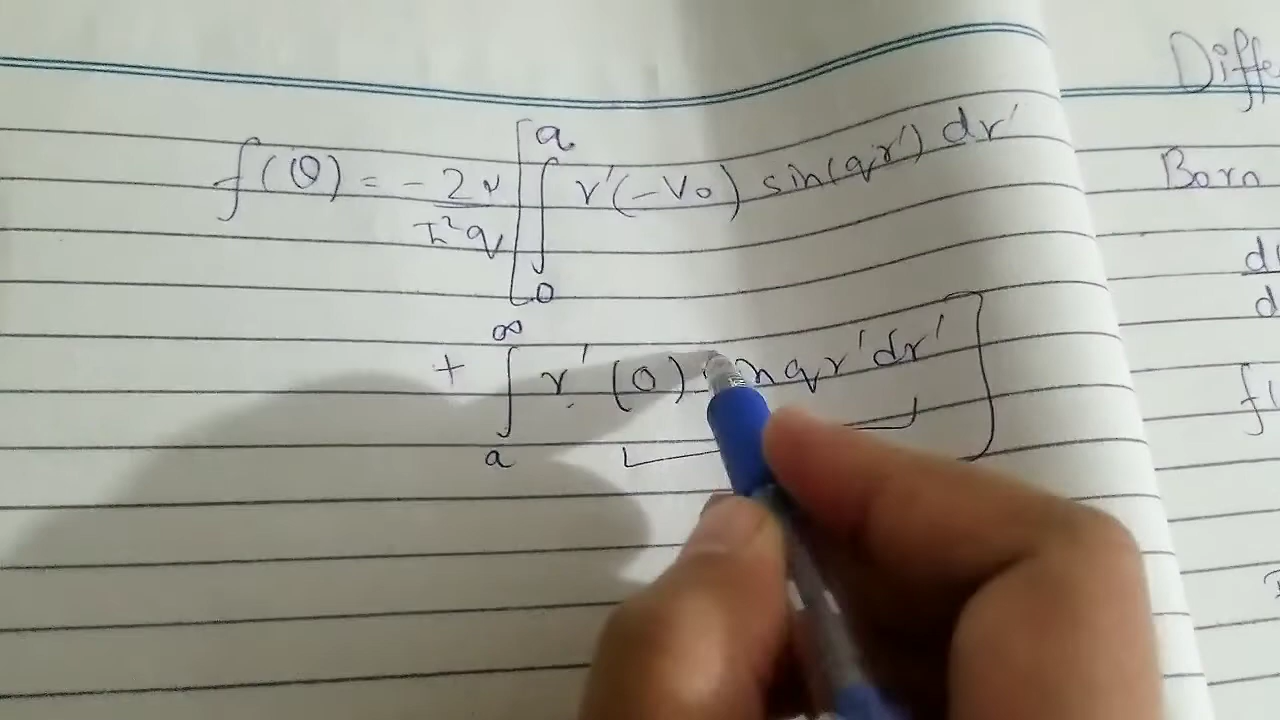 f(θ) = - 2μ/ħ²q [ ∫₀ᵃ r'(-V₀) sin(qr') dr'
+ ∫ₐ^∞ r' (0) sin qr' dr' ]
Diffe
Born